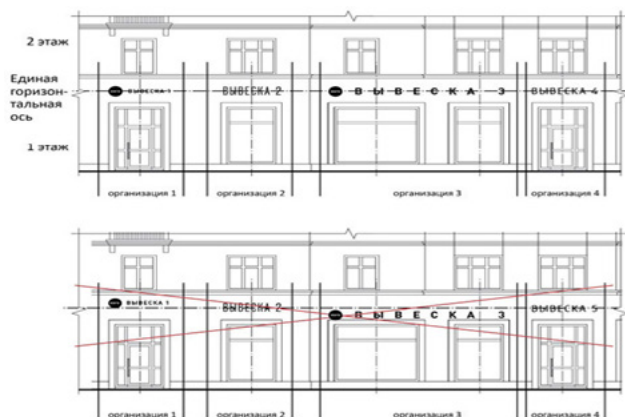 2 этаж
Единая
горизон-
тальная
ось
ВЫВЕСКА 1
ВЫВЕСКА 2
ВЫВЕСКА 3
ВЫВЕСКА 4
1 этаж
организация 1
организация 2
организация 3
организация 4
ВЫВЕСКА 1
ВЫВЕСКА 2
ВЫВЕСКА 3
ВЫВЕСКА 5
организация 1
организация 2
организация 3
организация 4